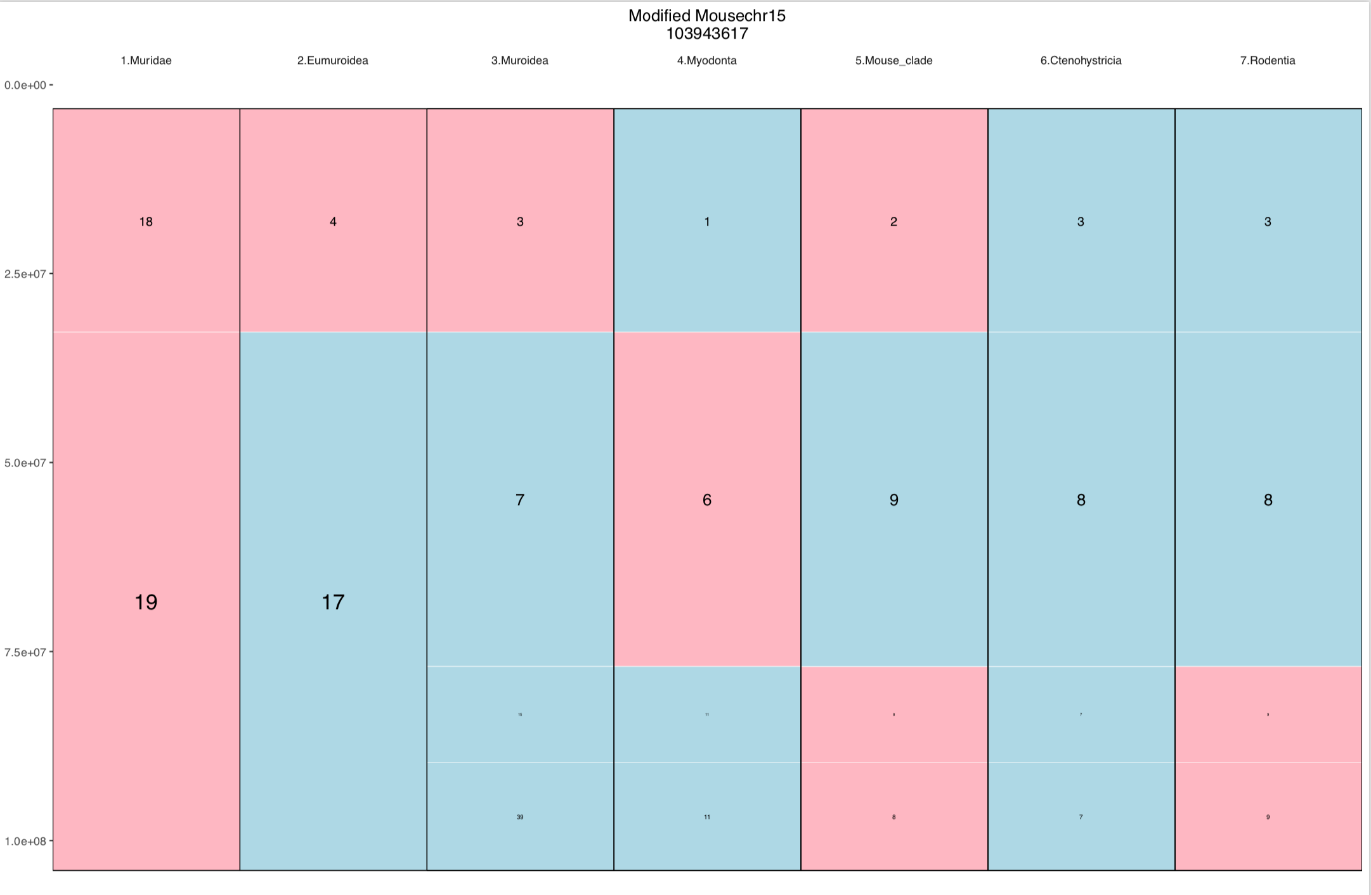 Modified Mousechr15
103943617
1.Muridae 2.Eumuroidea 3.Muroidea 4.Myodonta 5.Mouse_clade 6.Ctenohystricia 7.Rodentia
0.0e+00
18 4 3 1 2 3 3
2.5e+07
5.0e+07
7 6 9 8 8
19 17
7.5e+07
39 11 8 7 9
1.0e+08